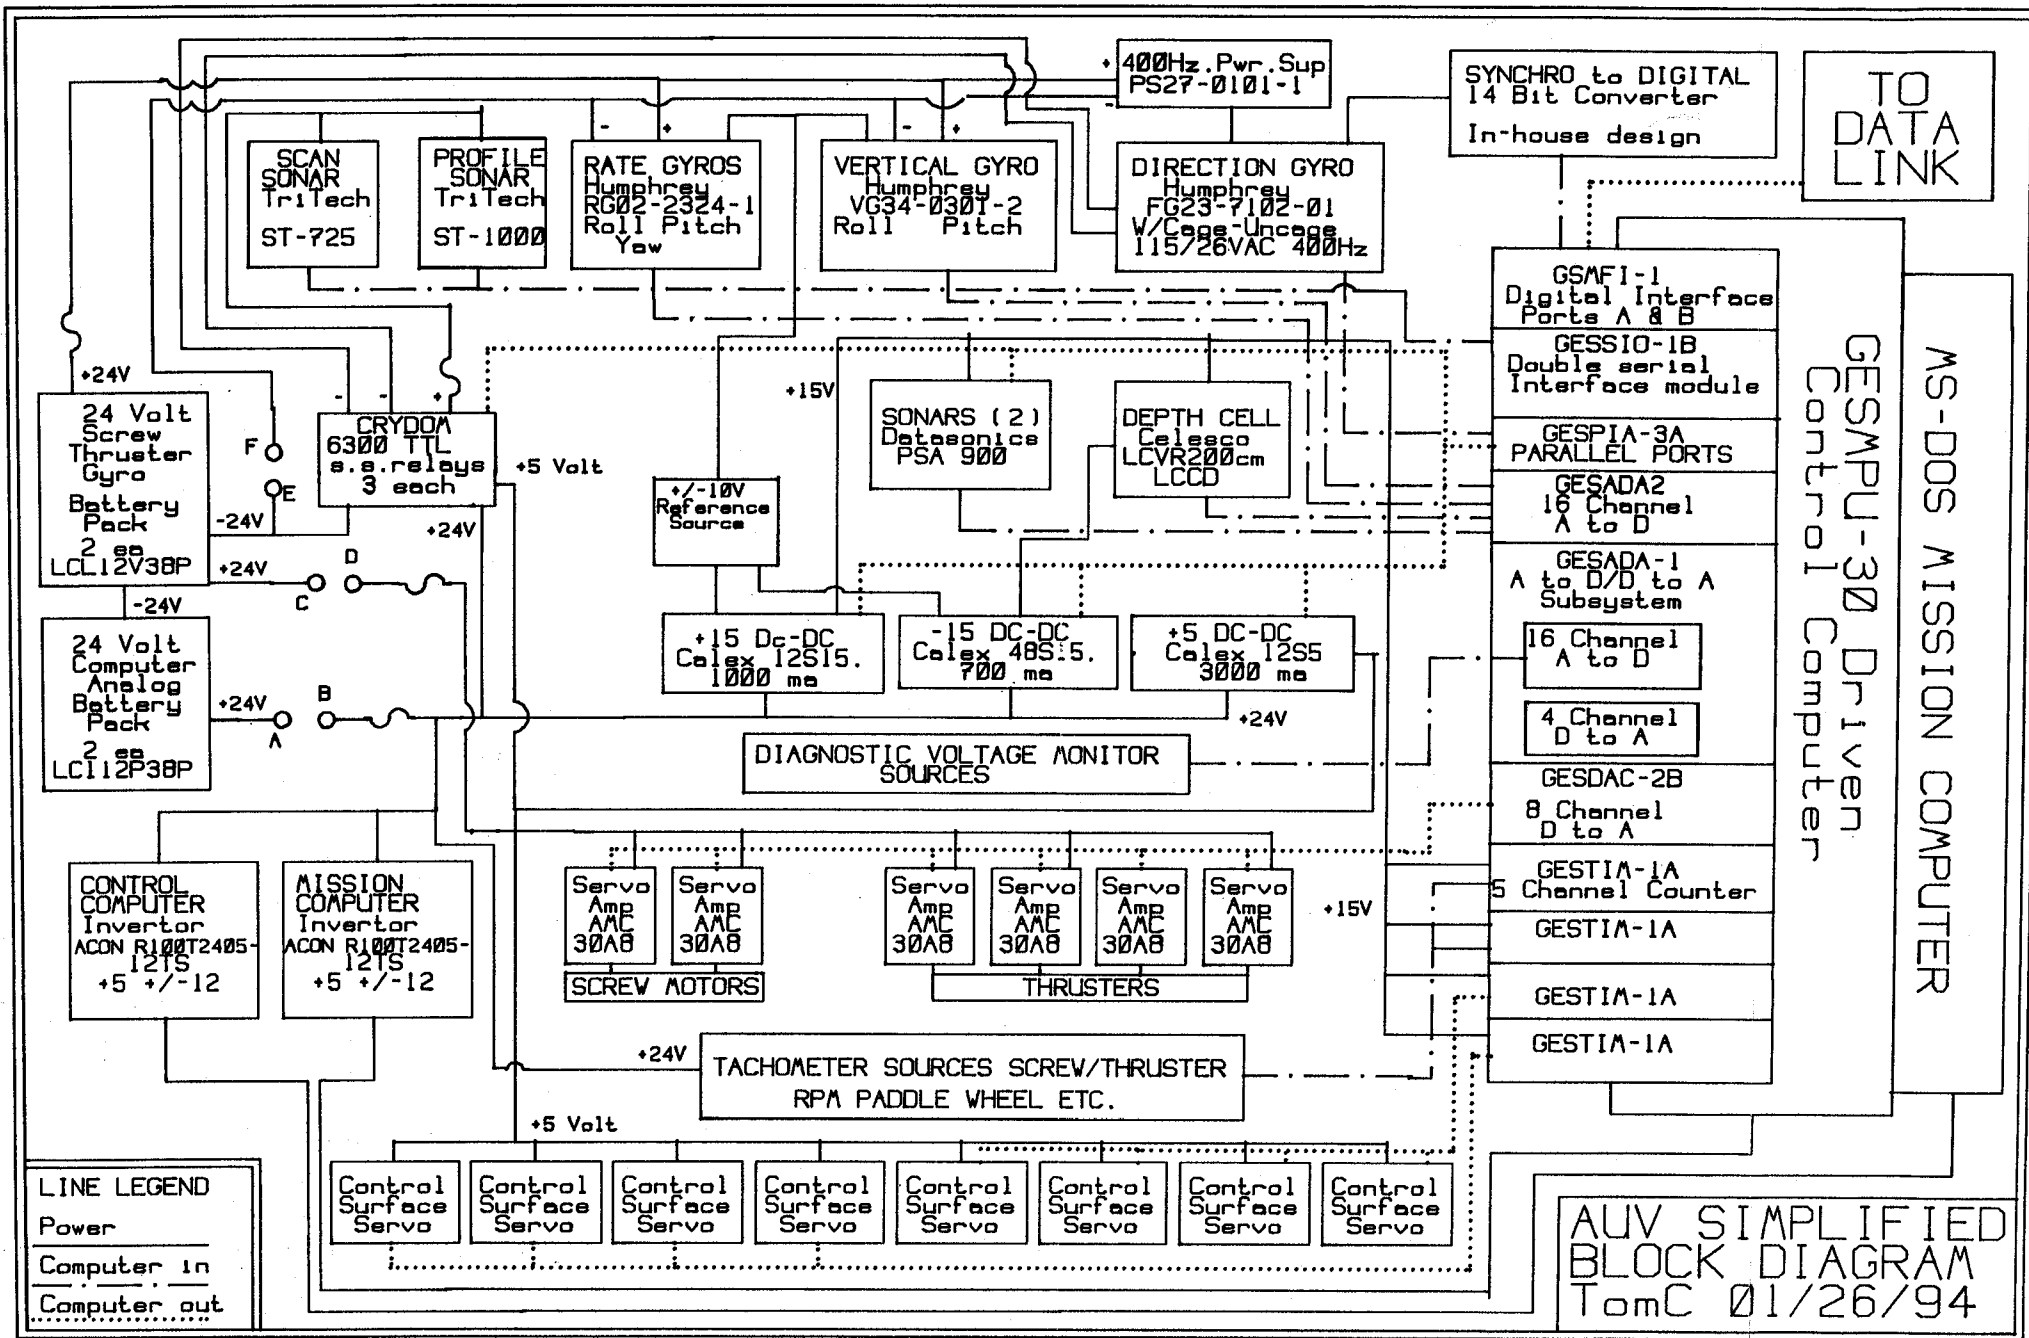 + 400Hz.Pwr.Sup
PS27-0101-1
-
SYNCHRO to DIGITAL
14 Bit Converter
In-house design
TO
DATA
LINK
SCAN
SONAR
TriTech
ST-725
PROFILE
SONAR
TriTech
ST-1000
- +
RATE GYROS
Humphrey
RG02-2324-1
Roll Pitch
Yaw
- +
VERTICAL GYRO
Humphrey
VG34-0301-2
Roll Pitch
DIRECTION GYRO
Humphrey
FG23-7102-01
W/Cage-Uncage
115/26VAC 400Hz
GSMFI-1
Digital Interface
Ports A & B
GESSIO-1B
Double serial
Interface module
GESPIA-3A
PARALLEL PORTS
GESADA2
16 Channel
A to D
GESADA-1
A to D/D to A
Subsystem
16 Channel
A to D
4 Channel
D to A
GESDAC-2B
8 Channel
D to A
GESTIM-1A
5 Channel Counter
GESTIM-1A
GESTIM-1A
GESTIM-1A
GESMPU-30 Driven
Control Computer
MS-DOS MISSION COMPUTER
+24V
24 Volt
Screw
Thruster
Gyro
Battery
Pack
2 ea
LCL12V38P
F
E
-24V
+24V
C
D
- - +
CRYDOM
6300 TTL
s.s.relays
3 each
+5 Volt
+24V
+15V
+/-10V
Reference
Source
SONARS (2)
Datasonics
PSA 900
DEPTH CELL
Celesco
LCVR200cm
LCCD
-24V
24 Volt
Computer
Analog
Battery
Pack
2 ea
LC112P38P
+24V
A
B
+15 Dc-DC
Calex 12S15.
1000 ma
-15 DC-DC
Calex 48S15.
700 ma
+5 DC-DC
Calex 12S5
3000 ma
+24V
DIAGNOSTIC VOLTAGE MONITOR
SOURCES
CONTROL
COMPUTER
Invertor
ACON R100T2405-
12TS
+5 +/-12
MISSION
COMPUTER
Invertor
ACON R100T2405-
12TS
+5 +/-12
Servo
Amp
AMC
30A8
Servo
Amp
AMC
30A8
SCREW MOTORS
Servo
Amp
AMC
30A8
Servo
Amp
AMC
30A8
Servo
Amp
AMC
30A8
Servo
Amp
AMC
30A8
THRUSTERS
+15V
+24V
TACHOMETER SOURCES SCREW/THRUSTER
RPM PADDLE WHEEL ETC.
+5 Volt
Control
Surface
Servo
Control
Surface
Servo
Control
Surface
Servo
Control
Surface
Servo
Control
Surface
Servo
Control
Surface
Servo
Control
Surface
Servo
Control
Surface
Servo
LINE LEGEND
Power
Computer in
Computer out
AUV SIMPLIFIED
BLOCK DIAGRAM
TomC 01/26/94